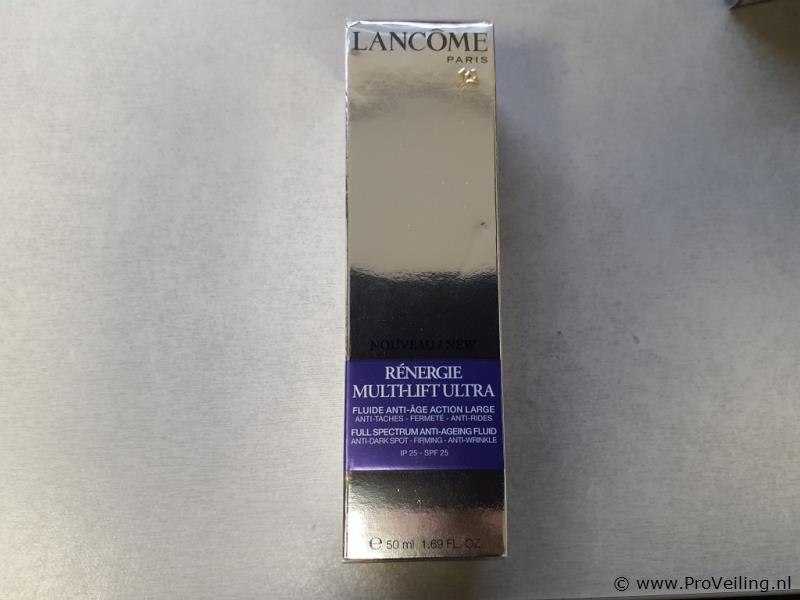 LANCÔME
PARIS
NOUVEAU / NEW
RÉNERGIE
MULTI-LIFT ULTRA
FLUIDE ANTI-ÂGE ACTION LARGE
ANTI-TACHES - FERMETÉ - ANTI-RIDES
FULL SPECTRUM ANTI-AGEING FLUID
ANTI-DARK SPOT - FIRMING - ANTI-WRINKLE
IP 25 - SPF 25
℮ 50 ml 1.69 FL. OZ.
© www.ProVeiling.nl